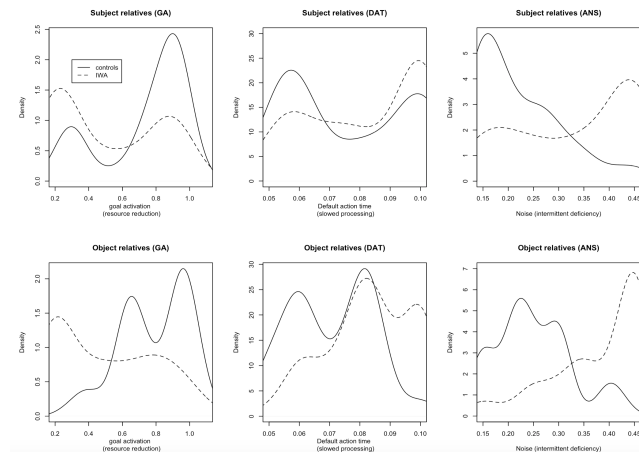 Subject relatives (GA)
Subject relatives (DAT)
Subject relatives (ANS)
Density
0.0 0.5 1.0 1.5 2.0 2.5
controls
IWA
0.2 0.4 0.6 0.8 1.0
goal activation
(resource reduction)
Density
0 5 10 15 20 25 30
0.05 0.06 0.07 0.08 0.09 0.10
Default action time
(slowed processing)
Density
0 1 2 3 4 5
0.15 0.20 0.25 0.30 0.35 0.40 0.45
Noise (intermittent deficiency)
Object relatives (GA)
Object relatives (DAT)
Object relatives (ANS)
Density
0.0 0.5 1.0 1.5 2.0
0.2 0.4 0.6 0.8 1.0
goal activation
(resource reduction)
Density
0 5 10 15 20 25 30
0.05 0.06 0.07 0.08 0.09 0.10
Default action time
(slowed processing)
Density
0 1 2 3 4 5 6 7
0.15 0.20 0.25 0.30 0.35 0.40 0.45
Noise (intermittent deficiency)